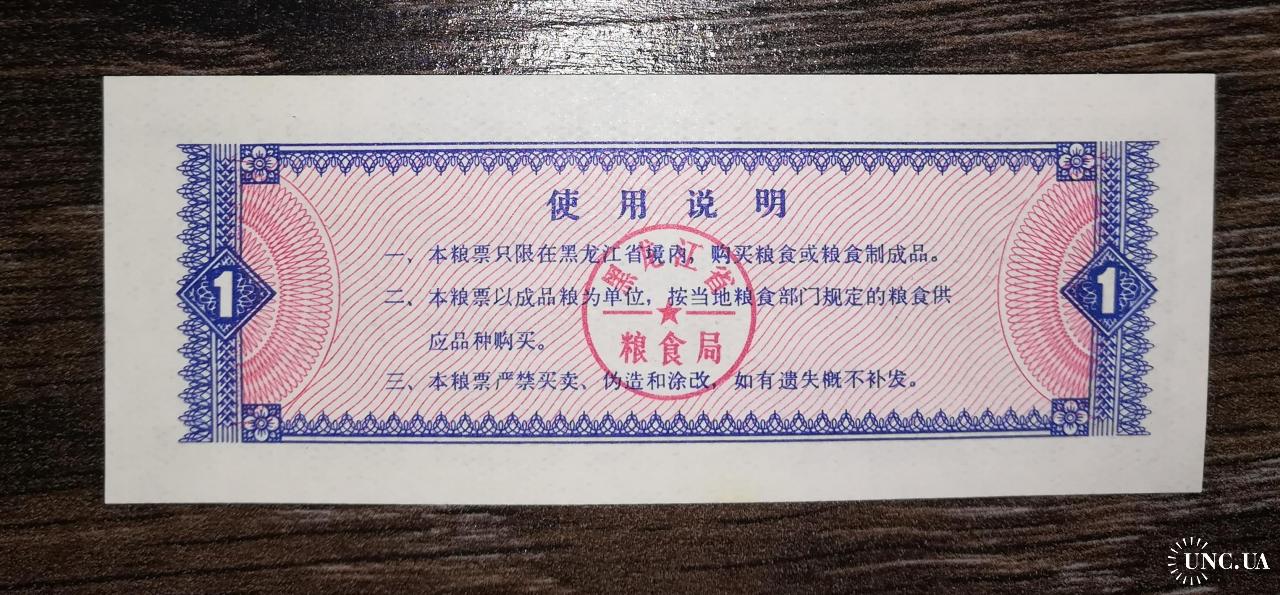 使用说明
一、本粮票只限在黑龙江省境内，购买粮食或粮食制成品。
二、本粮票以成品粮为单位，按当地粮食部门规定的粮食供
应品种购买。
三、本粮票严禁买卖、伪造和涂改，如有遗失概不补发。
黑龙江省
粮食局
1
1
UNC.UA